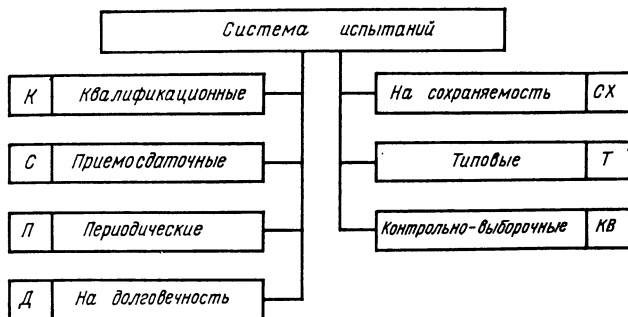 Система испытаний
К Квалификационные
На сохраняемость СХ
С Приемосдаточные
Типовые Т
П Периодические
Контрольно-выборочные КВ
Д На долговечность